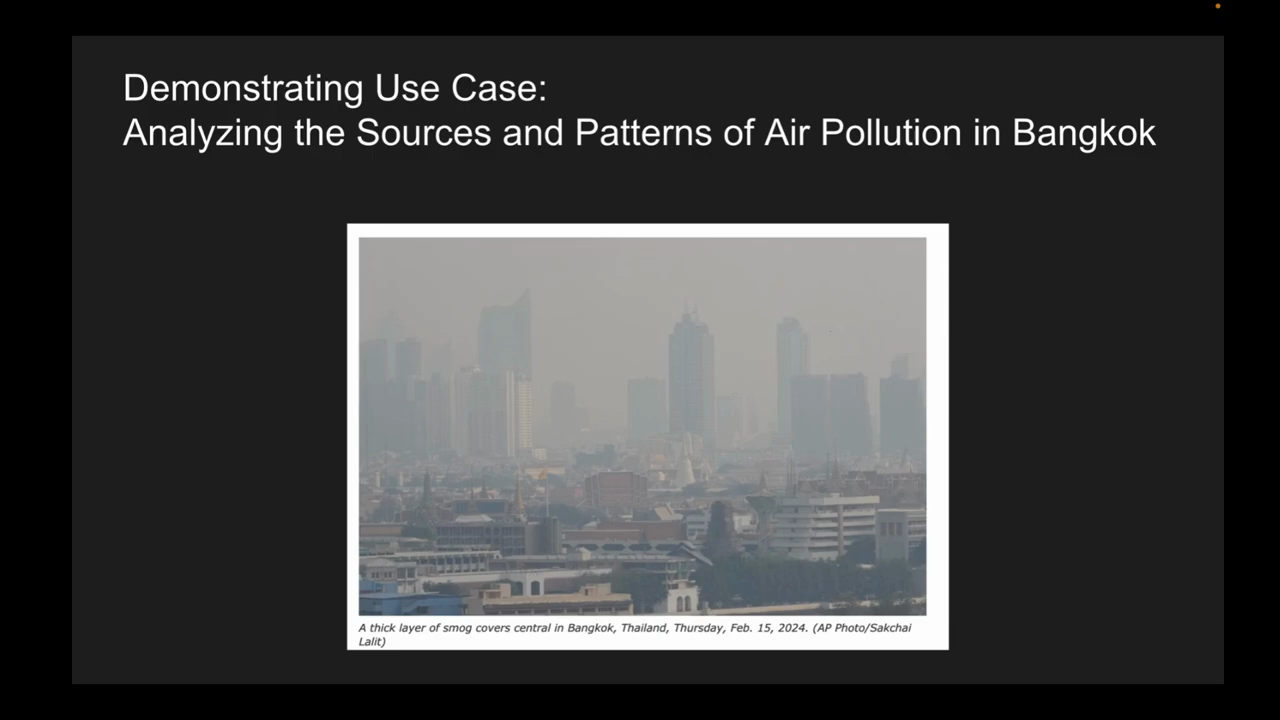 Demonstrating Use Case:
Analyzing the Sources and Patterns of Air Pollution in Bangkok
A thick layer of smog covers central in Bangkok, Thailand, Thursday, Feb. 15, 2024. (AP Photo/Sakchai
Lalit)